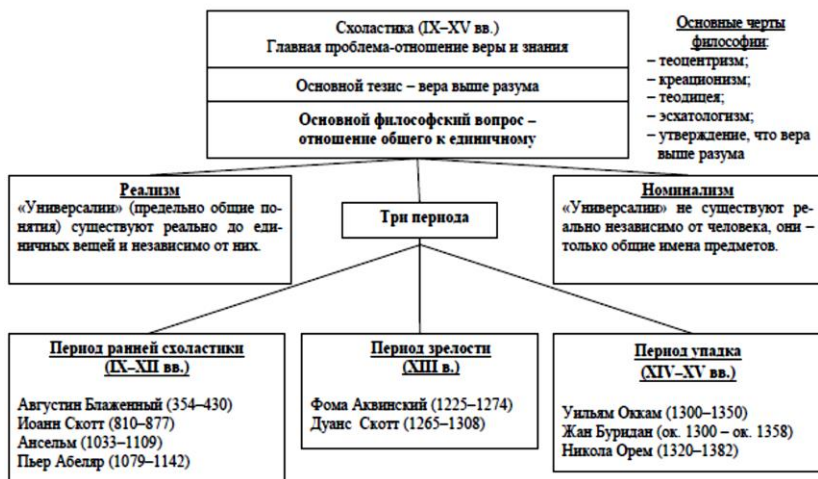 Схоластика (IX–XV вв.)
Главная проблема-отношение веры и знания
Основной тезис – вера выше разума
Основной философский вопрос –
отношение общего к единичному
Основные черты
философии:
– теоцентризм;
– креационизм;
– теодицея;
– эсхатологизм;
– утверждение, что вера
выше разума
Реализм
«Универсалии» (предельно общие по-
нятия) существуют реально до еди-
ничных вещей и независимо от них.
Три периода
Номинализм
«Универсалии» не существуют ре-
ально независимо от человека, они –
только общие имена предметов.
Период ранней схоластики
(IX–XII вв.)
Августин Блаженный (354–430)
Иоанн Скотт (810–877)
Ансельм (1033–1109)
Пьер Абеляр (1079–1142)
Период зрелости
(XIII в.)
Фома Аквинский (1225–1274)
Дуанс Скотт (1265–1308)
Период упадка
(XIV–XV вв.)
Уильям Оккам (1300–1350)
Жан Буридан (ок. 1300 – ок. 1358)
Никола Орем (1320–1382)